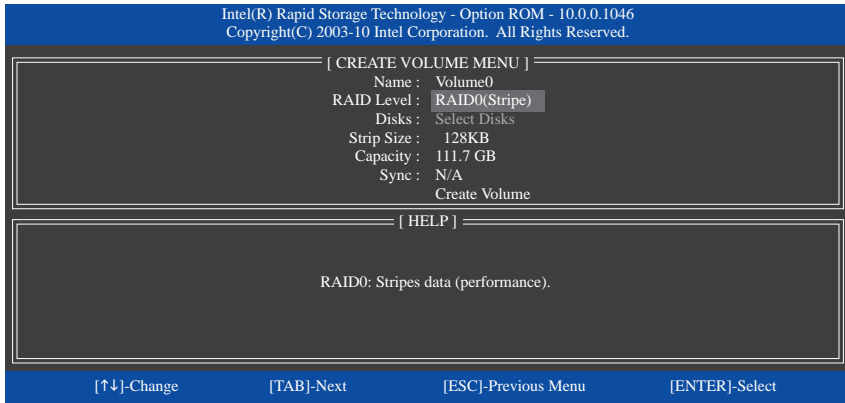 Intel(R) Rapid Storage Technology - Option ROM - 10.0.0.1046
Copyright(C) 2003-10 Intel Corporation. All Rights Reserved.
[ CREATE VOLUME MENU ]
Name : Volume0
RAID Level : RAID0(Stripe)
Disks : Select Disks
Strip Size : 128KB
Capacity : 111.7 GB
Sync : N/A
Create Volume
[ HELP ]
RAID0: Stripes data (performance).
[↑↓]-Change [TAB]-Next [ESC]-Previous Menu [ENTER]-Select